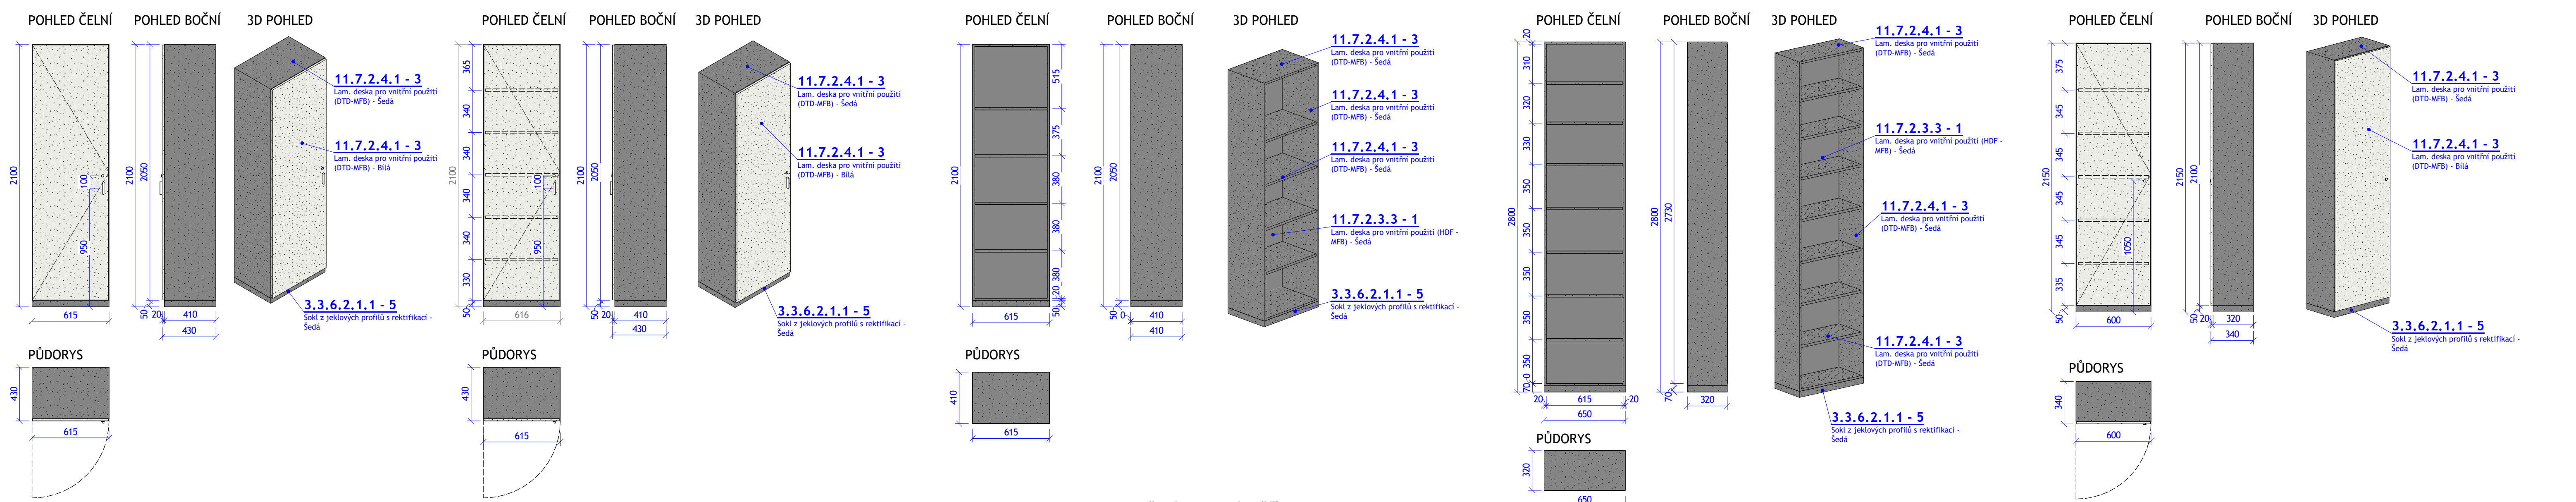 POHLED ČELNÍ
POHLED BOČNÍ
3D POHLED
2100
100
950
615
2100
2050
50
20
410
430
11.7.2.4.1 - 3
Lam. deska pro vnitřní použití
(DTD-MFB) - Šedá
11.7.2.4.1 - 3
Lam. deska pro vnitřní použití
(DTD-MFB) - Bílá
3.3.6.2.1.1 - 5
Sokl z jeklových profilů s rektifikací -
Šedá
PŮDORYS
430
615
POHLED ČELNÍ
POHLED BOČNÍ
3D POHLED
2100
365
340
340
340
340
330
50
100
950
616
2100
2050
50
20
410
430
11.7.2.4.1 - 3
Lam. deska pro vnitřní použití
(DTD-MFB) - Šedá
11.7.2.4.1 - 3
Lam. deska pro vnitřní použití
(DTD-MFB) - Bílá
3.3.6.2.1.1 - 5
Sokl z jeklových profilů s rektifikací -
Šedá
PŮDORYS
430
615
POHLED ČELNÍ
POHLED BOČNÍ
3D POHLED
2100
515
375
380
380
380
20
50
615
2100
2050
50
0
410
410
11.7.2.4.1 - 3
Lam. deska pro vnitřní použití
(DTD-MFB) - Šedá
11.7.2.4.1 - 3
Lam. deska pro vnitřní použití
(DTD-MFB) - Šedá
11.7.2.4.1 - 3
Lam. deska pro vnitřní použití
(DTD-MFB) - Šedá
11.7.2.3.3 - 1
Lam. deska pro vnitřní použití (HDF -
MFB) - Šedá
3.3.6.2.1.1 - 5
Sokl z jeklových profilů s rektifikací -
Šedá
PŮDORYS
410
615
POHLED ČELNÍ
POHLED BOČNÍ
3D POHLED
2800
20
310
320
330
350
350
350
350
350
0
70
20
615
20
650
2800
2730
70
320
11.7.2.4.1 - 3
Lam. deska pro vnitřní použití
(DTD-MFB) - Šedá
11.7.2.3.3 - 1
Lam. deska pro vnitřní použití (HDF -
MFB) - Šedá
11.7.2.4.1 - 3
Lam. deska pro vnitřní použití
(DTD-MFB) - Šedá
11.7.2.4.1 - 3
Lam. deska pro vnitřní použití
(DTD-MFB) - Šedá
3.3.6.2.1.1 - 5
Sokl z jeklových profilů s rektifikací -
Šedá
PŮDORYS
320
650
POHLED ČELNÍ
POHLED BOČNÍ
3D POHLED
2150
375
345
345
345
345
335
50
1050
600
2150
2100
50
20
320
340
11.7.2.4.1 - 3
Lam. deska pro vnitřní použití
(DTD-MFB) - Šedá
11.7.2.4.1 - 3
Lam. deska pro vnitřní použití
(DTD-MFB) - Bílá
3.3.6.2.1.1 - 5
Sokl z jeklových profilů s rektifikací -
Šedá
PŮDORYS
340
600